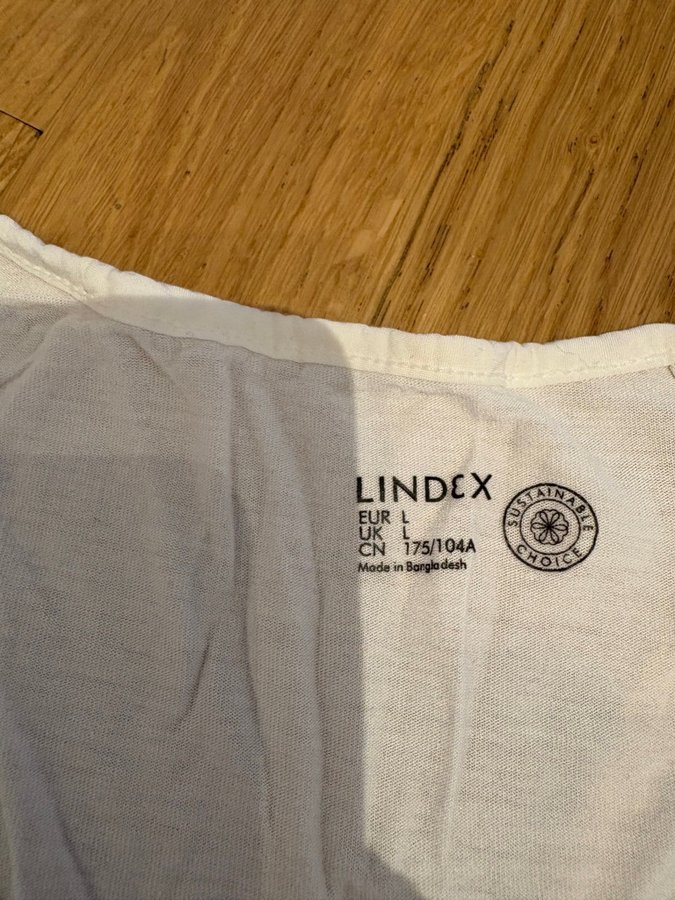 LINDEX
EUR L
UK L
CN 175/104A
Made in Bangladesh
SUSTAINABLE
CHOICE